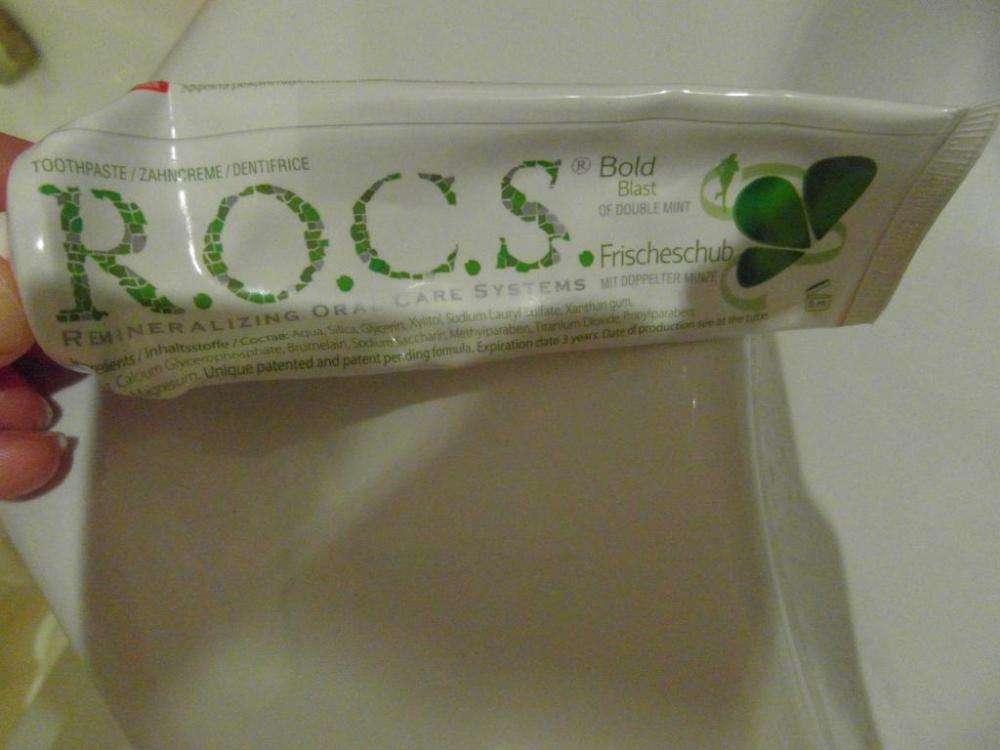 TOOTHPASTE / ZAHNCREME / DENTIFRICE
R.O.C.S.®
Bold
Blast
OF DOUBLE MINT
Frischeschub
MIT DOPPELTER MINZE
REMINERALIZING ORAL CARE SYSTEMS
/ Inhaltsstoffe / Состав: Aqua, Silica, Glycerin, Xylitol, Sodium Lauryl Sulfate, Xanthan gum,
Calcium Glycerophosphate, Bromelain, Sodium Saccharin, Methylparaben, Titanium Dioxide, Propylparaben,
Magnesium. Unique patented and patent pending formula. Expiration date 3 years. Date of production see at the tube.